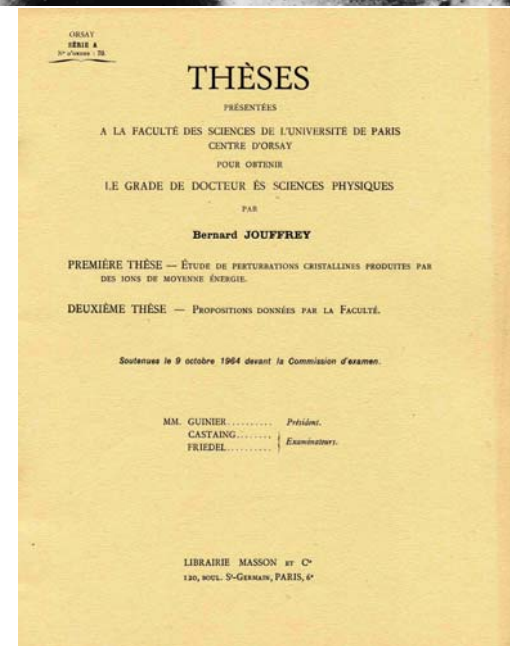 ORSAY
SÉRIE A
N° d'ordre : 78.
THÈSES
PRÉSENTÉES
A LA FACULTÉ DES SCIENCES DE L'UNIVERSITÉ DE PARIS
CENTRE D'ORSAY
POUR OBTENIR
LE GRADE DE DOCTEUR ÈS SCIENCES PHYSIQUES
PAR
Bernard JOUFFREY
PREMIÈRE THÈSE — ÉTUDE DE PERTURBATIONS CRISTALLINES PRODUITES PAR
DES IONS DE MOYENNE ÉNERGIE.
DEUXIÈME THÈSE — PROPOSITIONS DONNÉES PAR LA FACULTÉ.
Soutenues le 9 octobre 1964 devant la Commission d'examen.
MM. GUINIER.......... Président.
CASTAING........
FRIEDEL.......... Examinateurs.
LIBRAIRIE MASSON ET Cie
120, BOUL. St-GERMAIN, PARIS, 6e